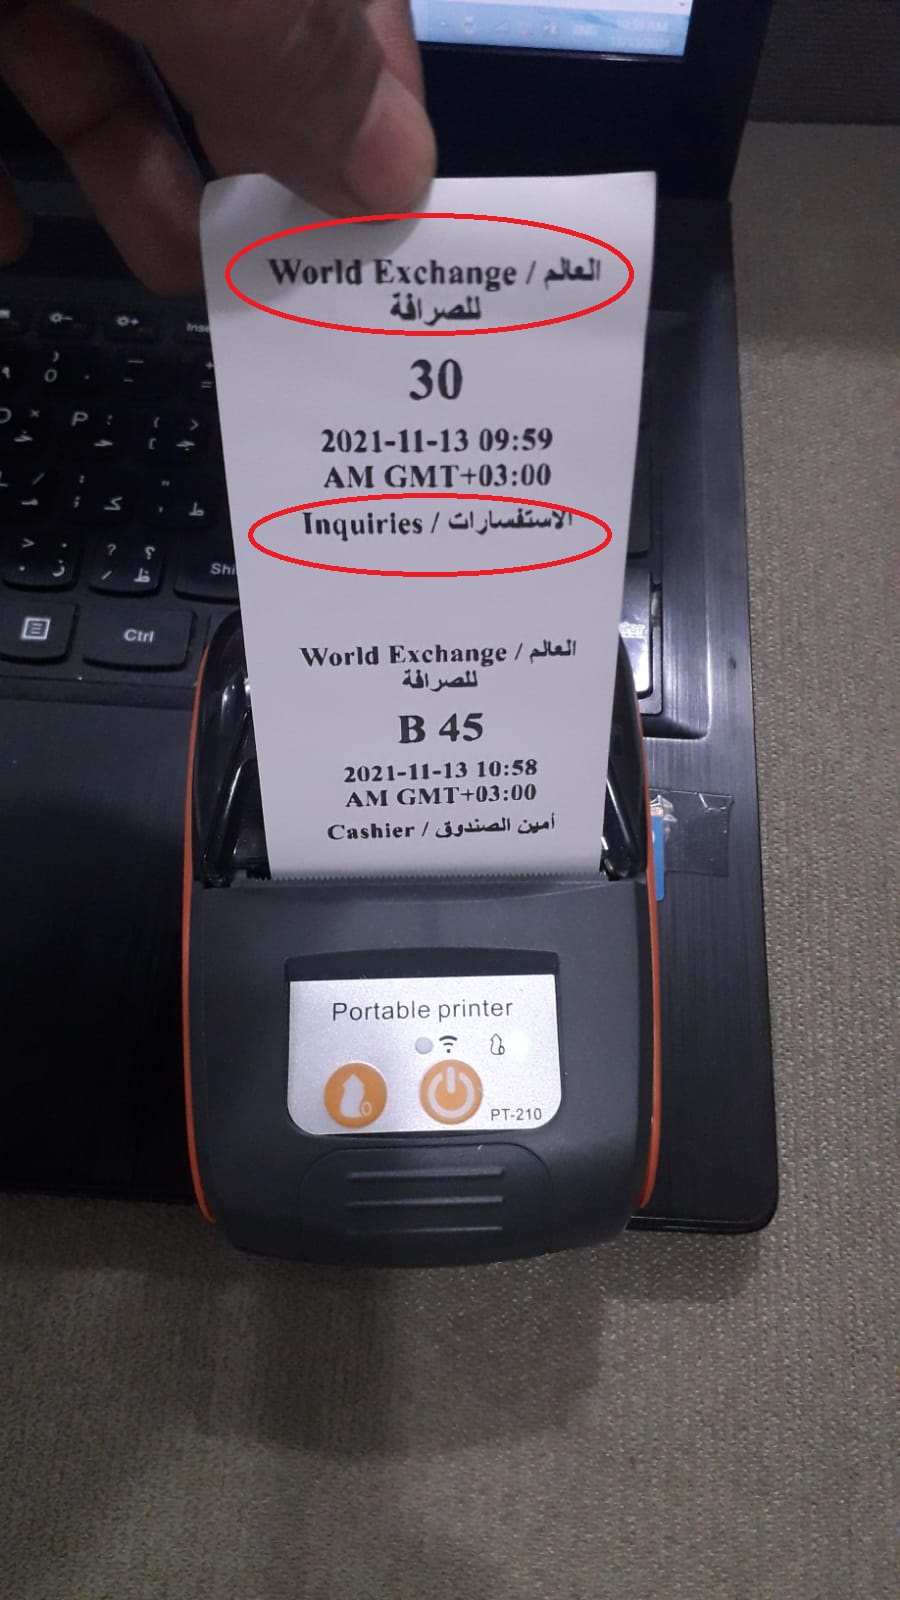 World Exchange / العالم
للصرافة
30
2021-11-13 09:59
AM GMT+03:00
Inquiries / الاستفسارات
World Exchange / العالم
للصرافة
B 45
2021-11-13 10:58
AM GMT+03:00
Cashier / أمين الصندوق
Portable printer
PT-210
Ctrl
Shi
Inse
P